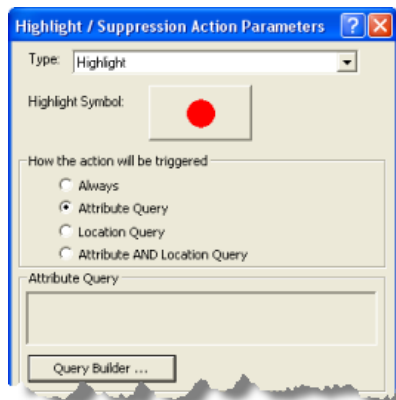 Highlight / Suppression Action Parameters
Type: Highlight
Highlight Symbol:
How the action will be triggered
Always
Attribute Query
Location Query
Attribute AND Location Query
Attribute Query
Query Builder ...